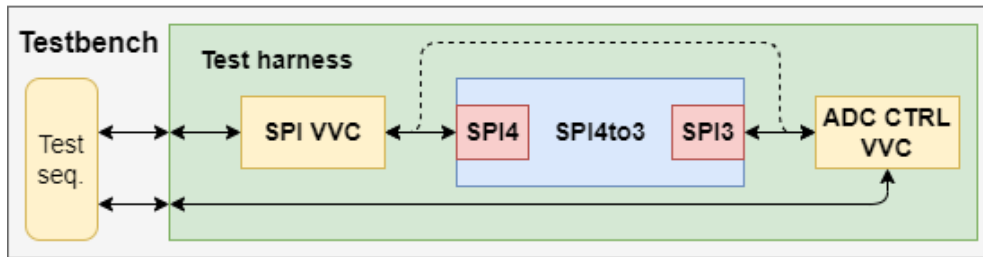 Testbench
Test harness
Test
seq.
SPI VVC
SPI4
SPI4to3
SPI3
ADC CTRL
VVC